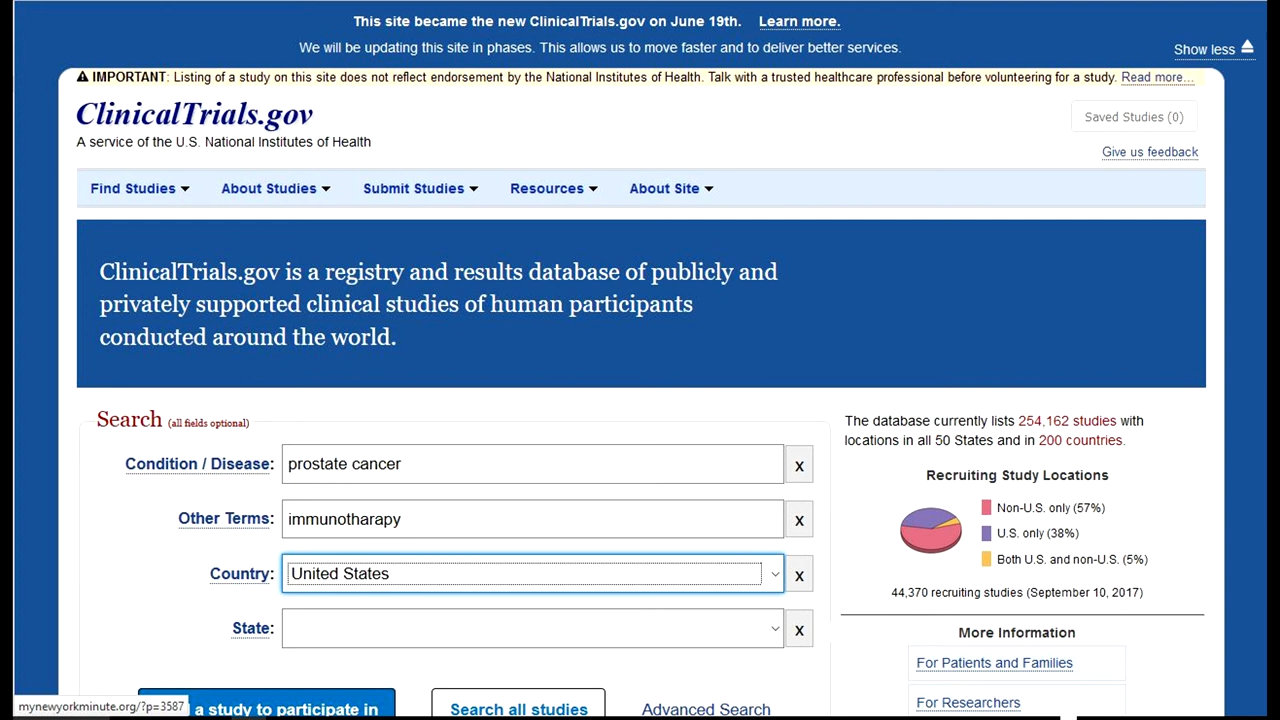 This site became the new ClinicalTrials.gov on June 19th. Learn more.
We will be updating this site in phases. This allows us to move faster and to deliver better services.
Show less
IMPORTANT: Listing of a study on this site does not reflect endorsement by the National Institutes of Health. Talk with a trusted healthcare professional before volunteering for a study. Read more...
ClinicalTrials.gov
A service of the U.S. National Institutes of Health
Saved Studies (0)
Give us feedback
Find Studies About Studies Submit Studies Resources About Site
ClinicalTrials.gov is a registry and results database of publicly and
privately supported clinical studies of human participants
conducted around the world.
Search (all fields optional)
Condition / Disease: prostate cancer x
Other Terms: immunotharapy x
Country: United States x
State: x
a study to participate in
Search all studies
Advanced Search
The database currently lists 254,162 studies with
locations in all 50 States and in 200 countries.
Recruiting Study Locations
Non-U.S. only (57%)
U.S. only (38%)
Both U.S. and non-U.S. (5%)
44,370 recruiting studies (September 10, 2017)
More Information
For Patients and Families
For Researchers
mynewyorkminute.org/?p=3587